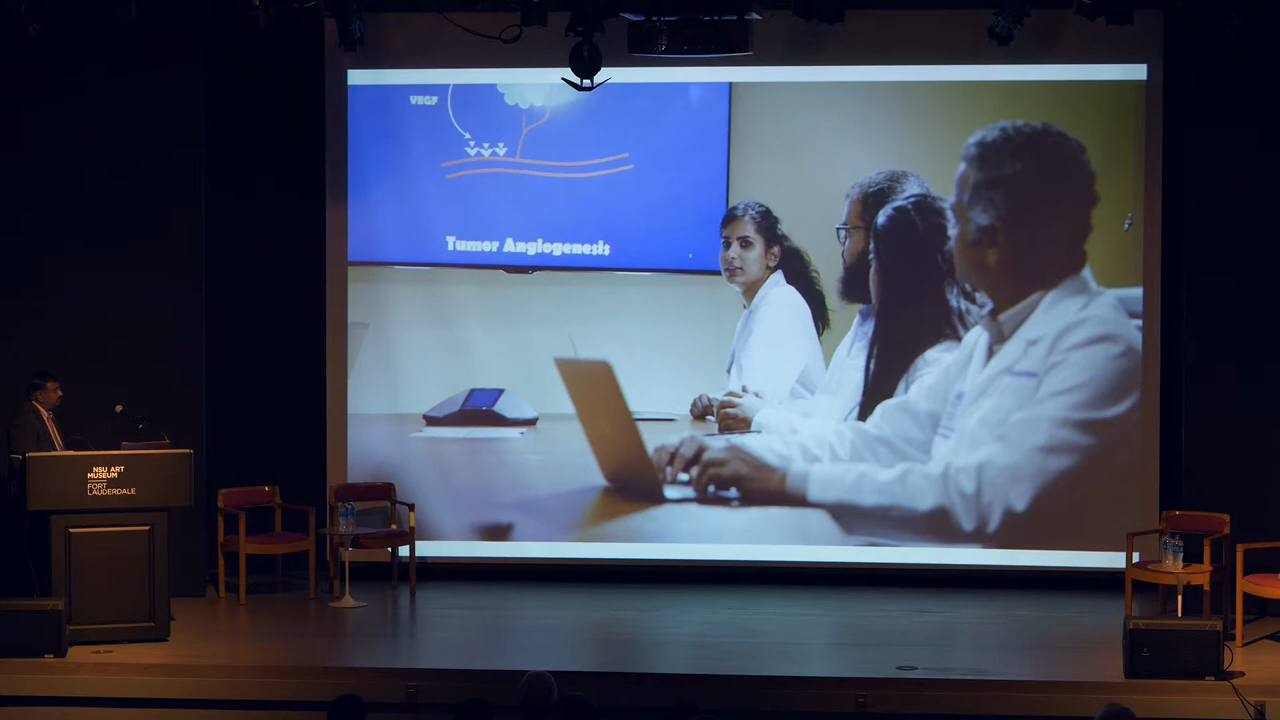 VEGF
Tumor Angiogenesis
NSU ART
MUSEUM
FORT
LAUDERDALE